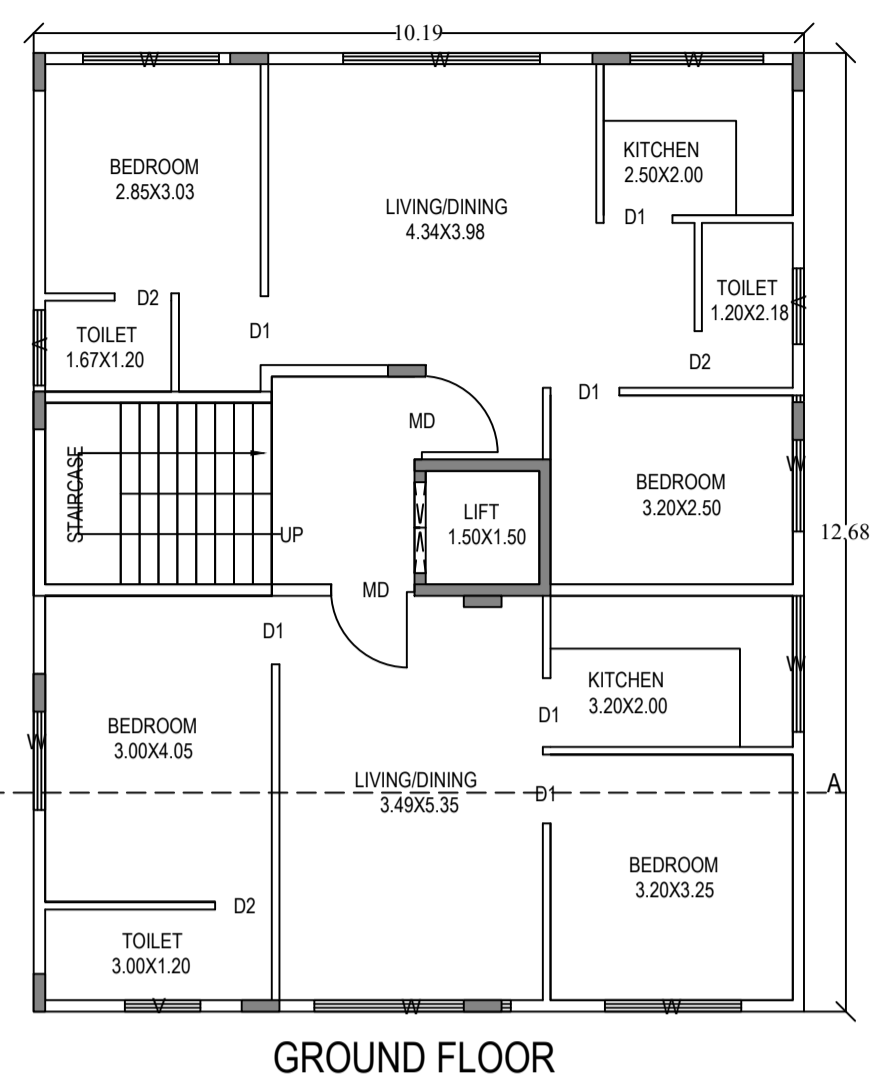 10.19
W
W
W
BEDROOM
2.85X3.03
LIVING/DINING
4.34X3.98
KITCHEN
2.50X2.00
D1
D2
TOILET
1.67X1.20
A
D1
TOILET
1.20X2.18
A
D2
D1
MD
STAIRCASE
UP
LIFT
1.50X1.50
V
V
BEDROOM
3.20X2.50
W
12.68
MD
D1
BEDROOM
3.00X4.05
W
KITCHEN
3.20X2.00
W
D1
LIVING/DINING
3.49X5.35
D1
A
BEDROOM
3.20X3.25
D2
TOILET
3.00X1.20
V
W
W
GROUND FLOOR